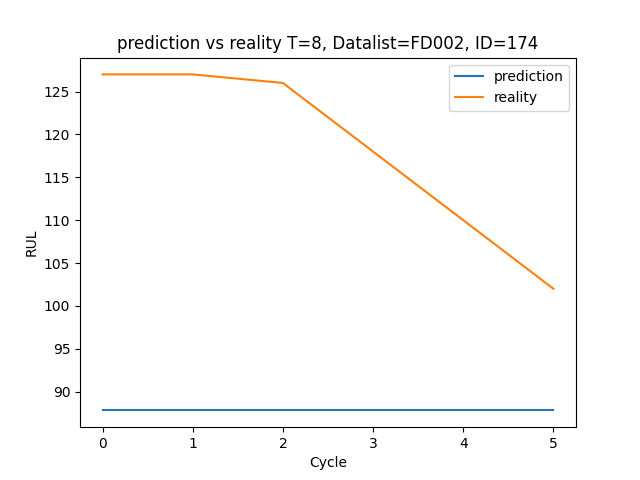 prediction vs reality T=8, Datalist=FD002, ID=174
prediction
reality
125
120
115
110
105
100
95
90
RUL
0 1 2 3 4 5
Cycle